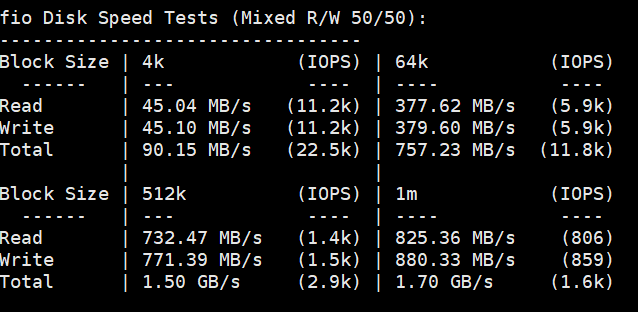 fio Disk Speed Tests (Mixed R/W 50/50):
---------------------------------
Block Size | 4k            (IOPS) | 64k           (IOPS)
  ------   | ---            ----  | ----           ----
Read       | 45.04 MB/s   (11.2k) | 377.62 MB/s   (5.9k)
Write      | 45.10 MB/s   (11.2k) | 379.60 MB/s   (5.9k)
Total      | 90.15 MB/s   (22.5k) | 757.23 MB/s  (11.8k)
           |                      |
Block Size | 512k          (IOPS) | 1m            (IOPS)
  ------   | ---            ----  | ----           ----
Read       | 732.47 MB/s   (1.4k) | 825.36 MB/s    (806)
Write      | 771.39 MB/s   (1.5k) | 880.33 MB/s    (859)
Total      | 1.50 GB/s     (2.9k) | 1.70 GB/s     (1.6k)